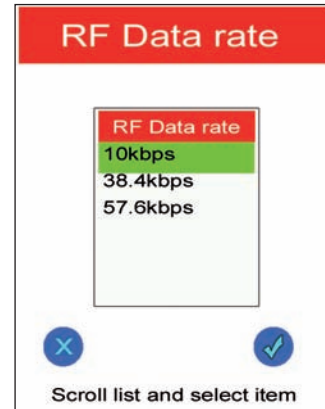 RF Data rate
RF Data rate
10kbps
38.4kbps
57.6kbps
Scroll list and select item